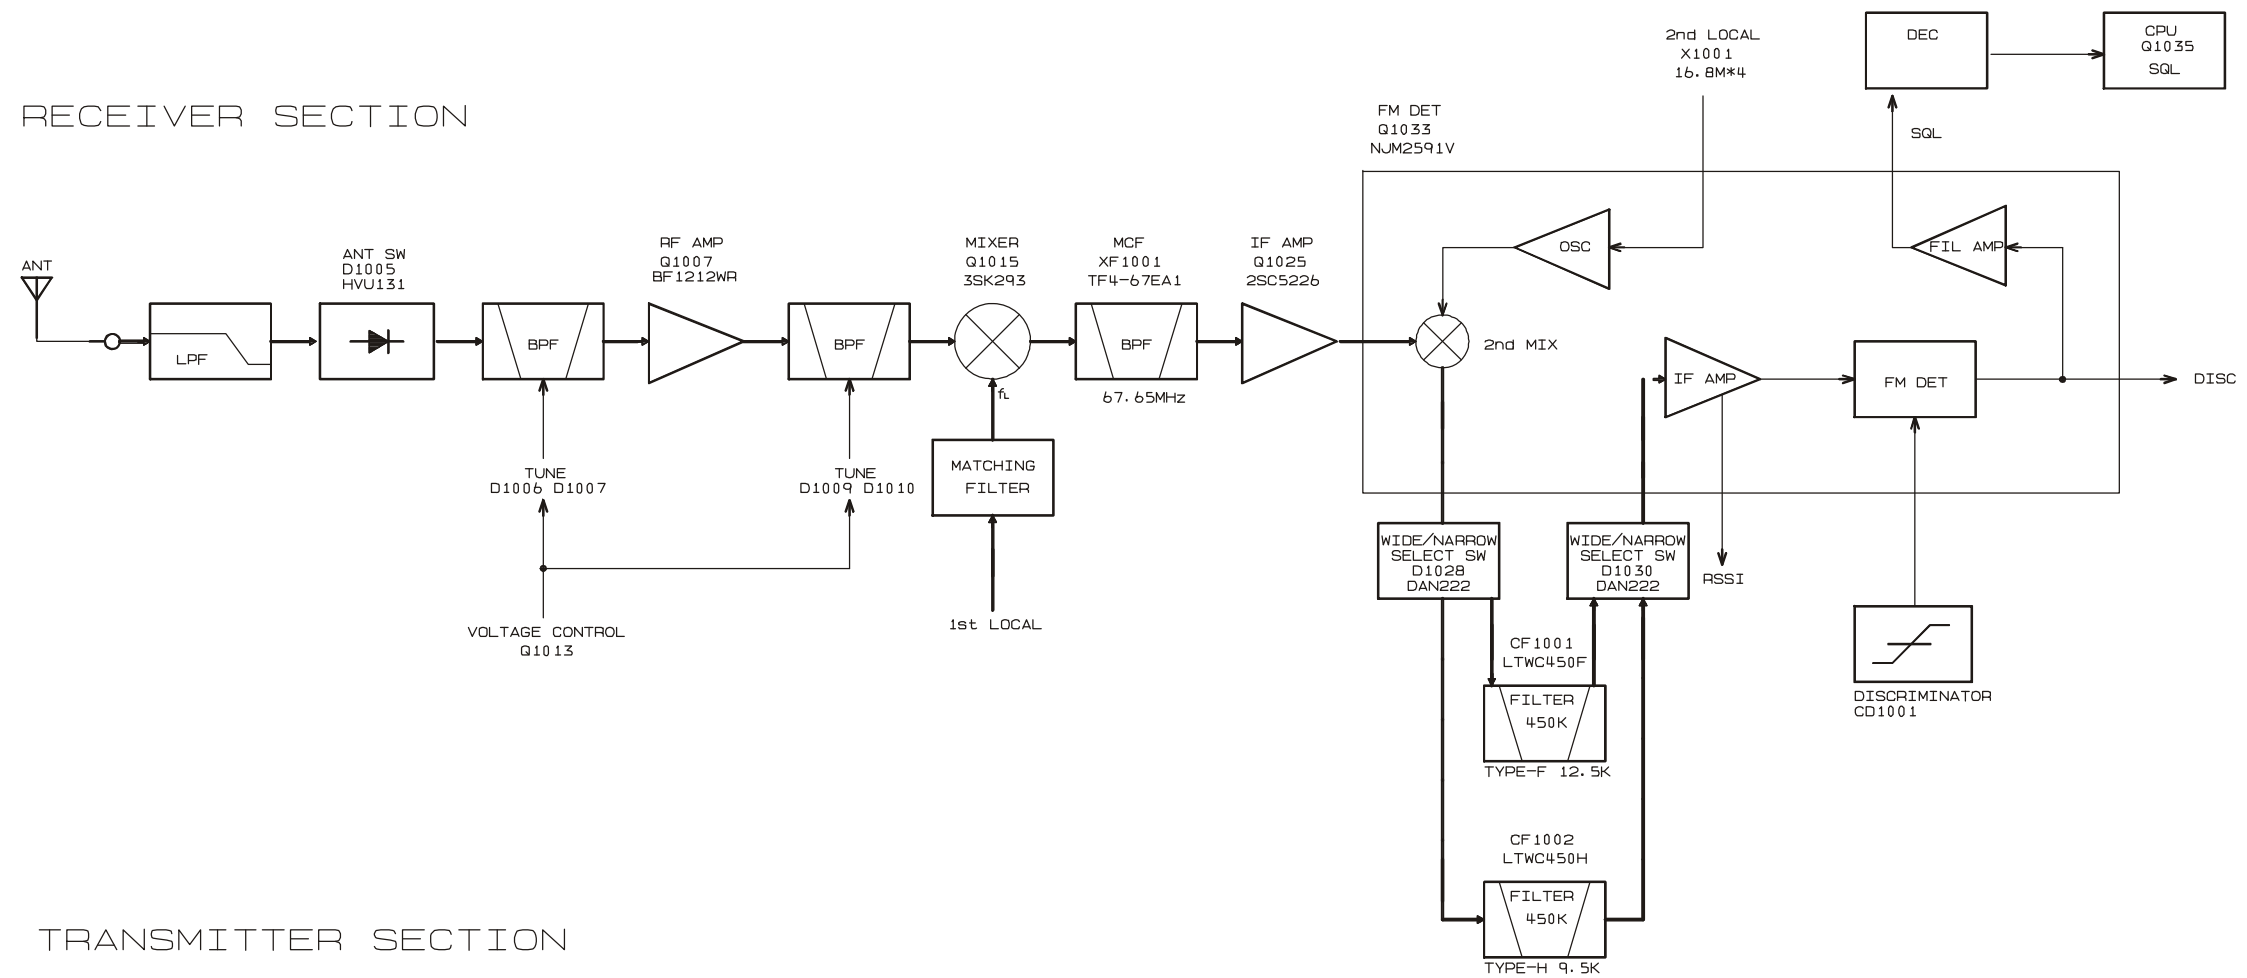 RECEIVER SECTION
ANT
LPF
ANT SW
D1005
HVU131
BPF
TUNE
D1006 D1007
VOLTAGE CONTROL
Q1013
RF AMP
Q1007
BF1212WR
BPF
TUNE
D1009 D1010
MIXER
Q1015
3SK293
fL
MATCHING
FILTER
1st LOCAL
MCF
XF1001
TF4-67EA1
BPF
67.65MHz
IF AMP
Q1025
2SC5226
FM DET
Q1033
NJM2591V
2nd LOCAL
X1001
16.8M*4
OSC
2nd MIX
DEC
CPU
Q1035
SQL
SQL
FIL AMP
IF AMP
FM DET
DISC
WIDE/NARROW
SELECT SW
D1028
DAN222
WIDE/NARROW
SELECT SW
D1030
DAN222
RSSI
CF1001
LTWC450F
FILTER
450K
TYPE-F 12.5K
DISCRIMINATOR
CD1001
CF1002
LTWC450H
FILTER
450K
TYPE-H 9.5K
TRANSMITTER SECTION